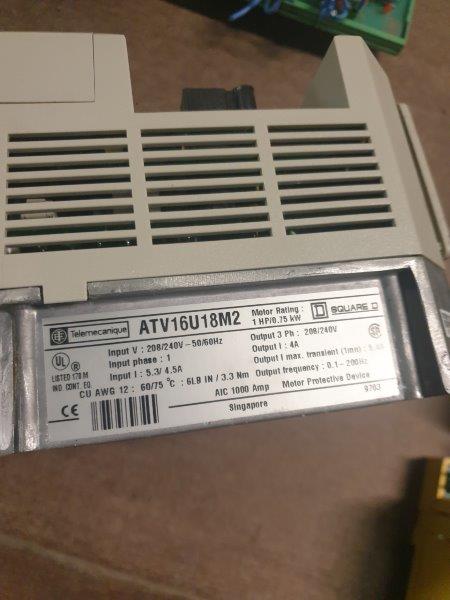 Telemecanique ATV16U18M2 Motor Rating : 1 HP/0.75 kW SQUARE D
Input V : 208/240V-50/60Hz Output 3 Ph : 208/240V
Input phase : 1 Output I : 4A
Input I : 5.3/ 4.5A Output I max. transient (1mn) :
UL LISTED 170 M IND. CONT. EQ.
CU AWG 12 : 60/75 °C : 6LB IN / 3.3 Nm Output frequency : 0.1-200Hz
CE AIC 1000 Amp Motor Protective Device 9703
Singapore